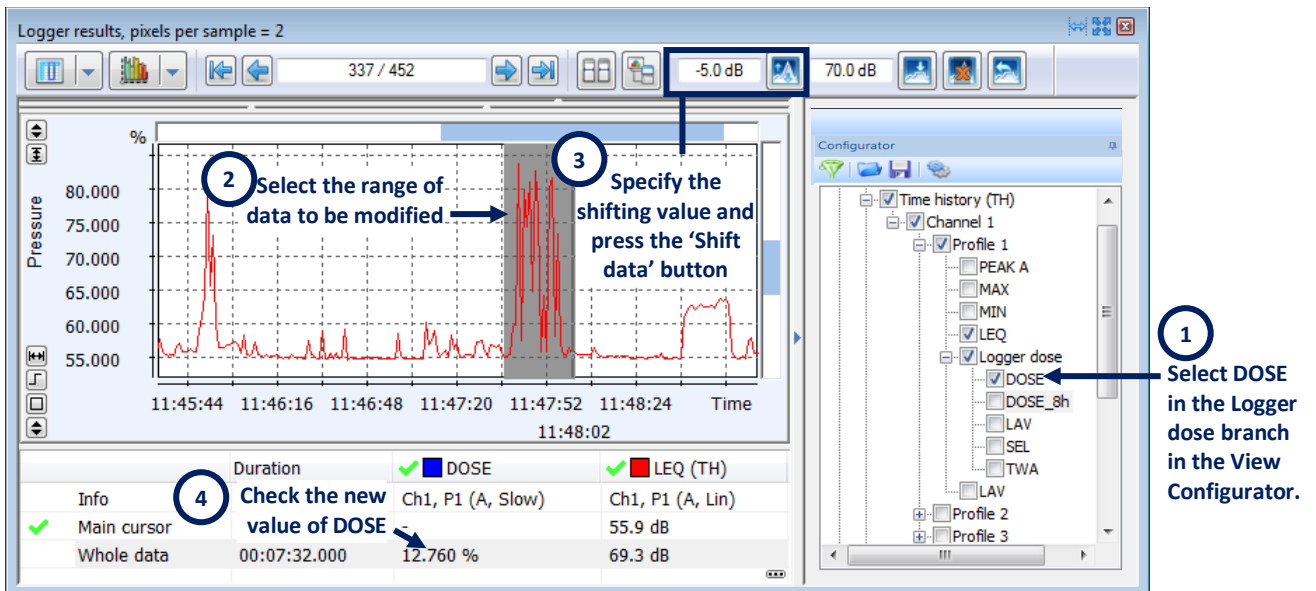 Logger results, pixels per sample = 2
337 / 452
-5.0 dB
70.0 dB
%
Pressure
80.000
75.000
70.000
65.000
60.000
55.000
2
Select the range of
data to be modified
3
Specify the
shifting value and
press the ‘Shift
data’ button
11:45:44 11:46:16 11:46:48 11:47:20 11:47:52 11:48:24 Time
11:48:02
Duration DOSE LEQ (TH)
Info Ch1, P1 (A, Slow) Ch1, P1 (A, Lin)
Main cursor - 55.9 dB
Whole data 00:07:32.000 12.760 % 69.3 dB
4
Check the new
value of DOSE
Configurator
Time history (TH)
Channel 1
Profile 1
PEAK A
MAX
MIN
LEQ
Logger dose
DOSE
DOSE_8h
LAV
SEL
TWA
LAV
Profile 2
Profile 3
1
Select DOSE
in the Logger
dose branch
in the View
Configurator.